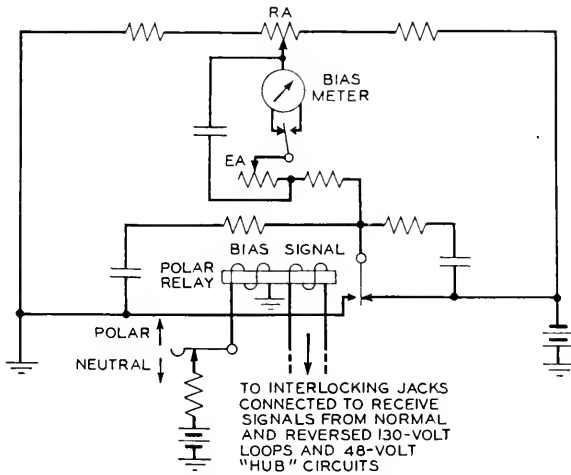 RA
BIAS
METER
EA
BIAS SIGNAL
POLAR
RELAY
POLAR
NEUTRAL
TO INTERLOCKING JACKS
CONNECTED TO RECEIVE
SIGNALS FROM NORMAL
AND REVERSED 130-VOLT
LOOPS AND 48-VOLT
"HUB" CIRCUITS